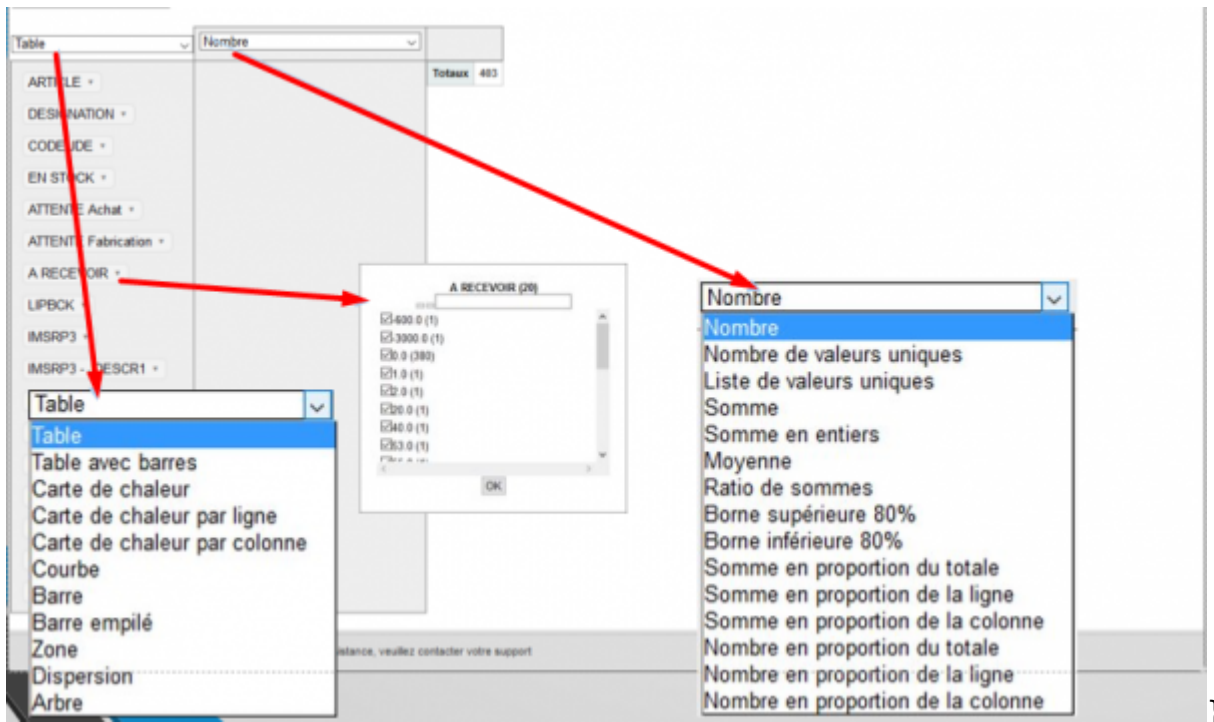 Table
Nombre
Totaux 403
ARTICLE
DESIGNATION
EN STOCK
ATTENTE Achat
ATTENTE Fabrication
A RECEVOIR
LIPBCK
IMSRP3
IMSRP3 - DESCR1
A RECEVOIR (20)
-600.0 (1)
-3000.0 (1)
0.0 (380)
1.0 (1)
2.0 (1)
20.0 (1)
40.0 (1)
53.0 (1)
OK
Table
Table
Table avec barres
Carte de chaleur
Carte de chaleur par ligne
Carte de chaleur par colonne
Courbe
Barre
Barre empilé
Zone
Dispersion
Arbre
Nombre
Nombre
Nombre de valeurs uniques
Liste de valeurs uniques
Somme
Somme en entiers
Moyenne
Ratio de sommes
Borne supérieure 80%
Borne inférieure 80%
Somme en proportion du totale
Somme en proportion de la ligne
Somme en proportion de la colonne
Nombre en proportion du totale
Nombre en proportion de la ligne
Nombre en proportion de la colonne
veuillez contacter votre support